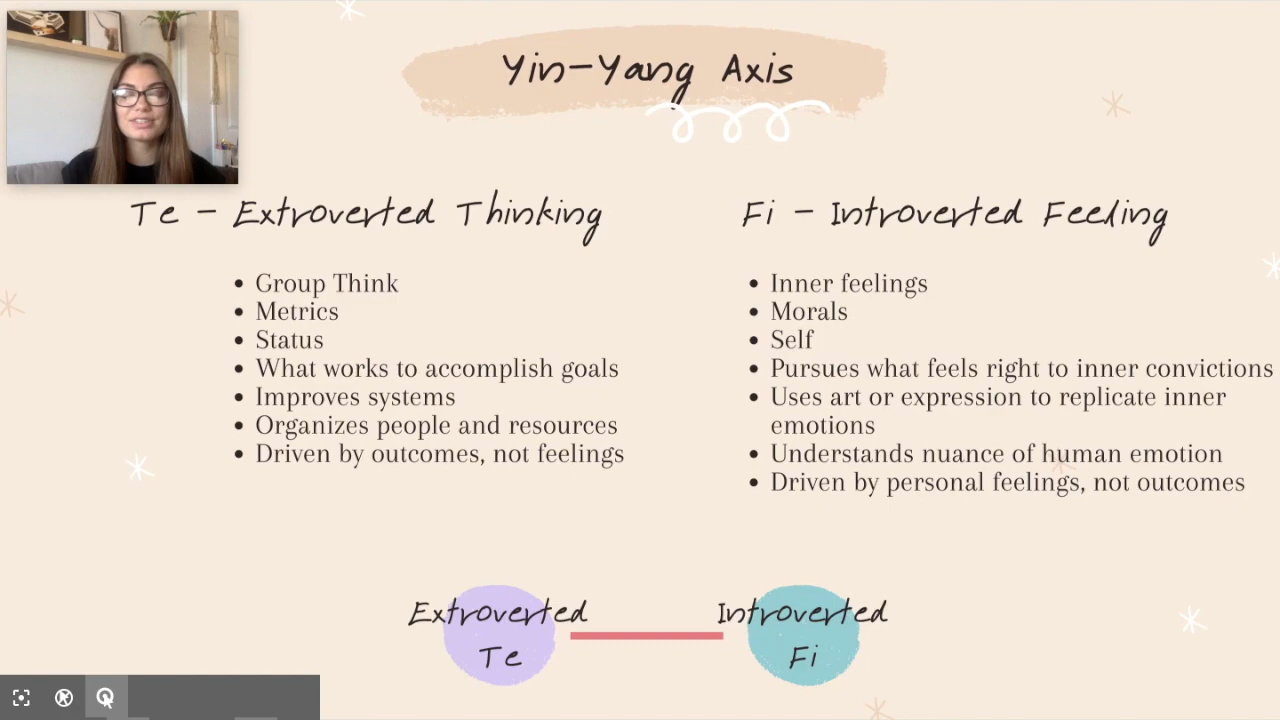 Yin-Yang Axis
Te - Extroverted Thinking
Group Think
Metrics
Status
What works to accomplish goals
Improves systems
Organizes people and resources
Driven by outcomes, not feelings
Fi - Introverted Feeling
Inner feelings
Morals
Self
Pursues what feels right to inner convictions
Uses art or expression to replicate inner
emotions
Understands nuance of human emotion
Driven by personal feelings, not outcomes
Extroverted
Te
Introverted
Fi